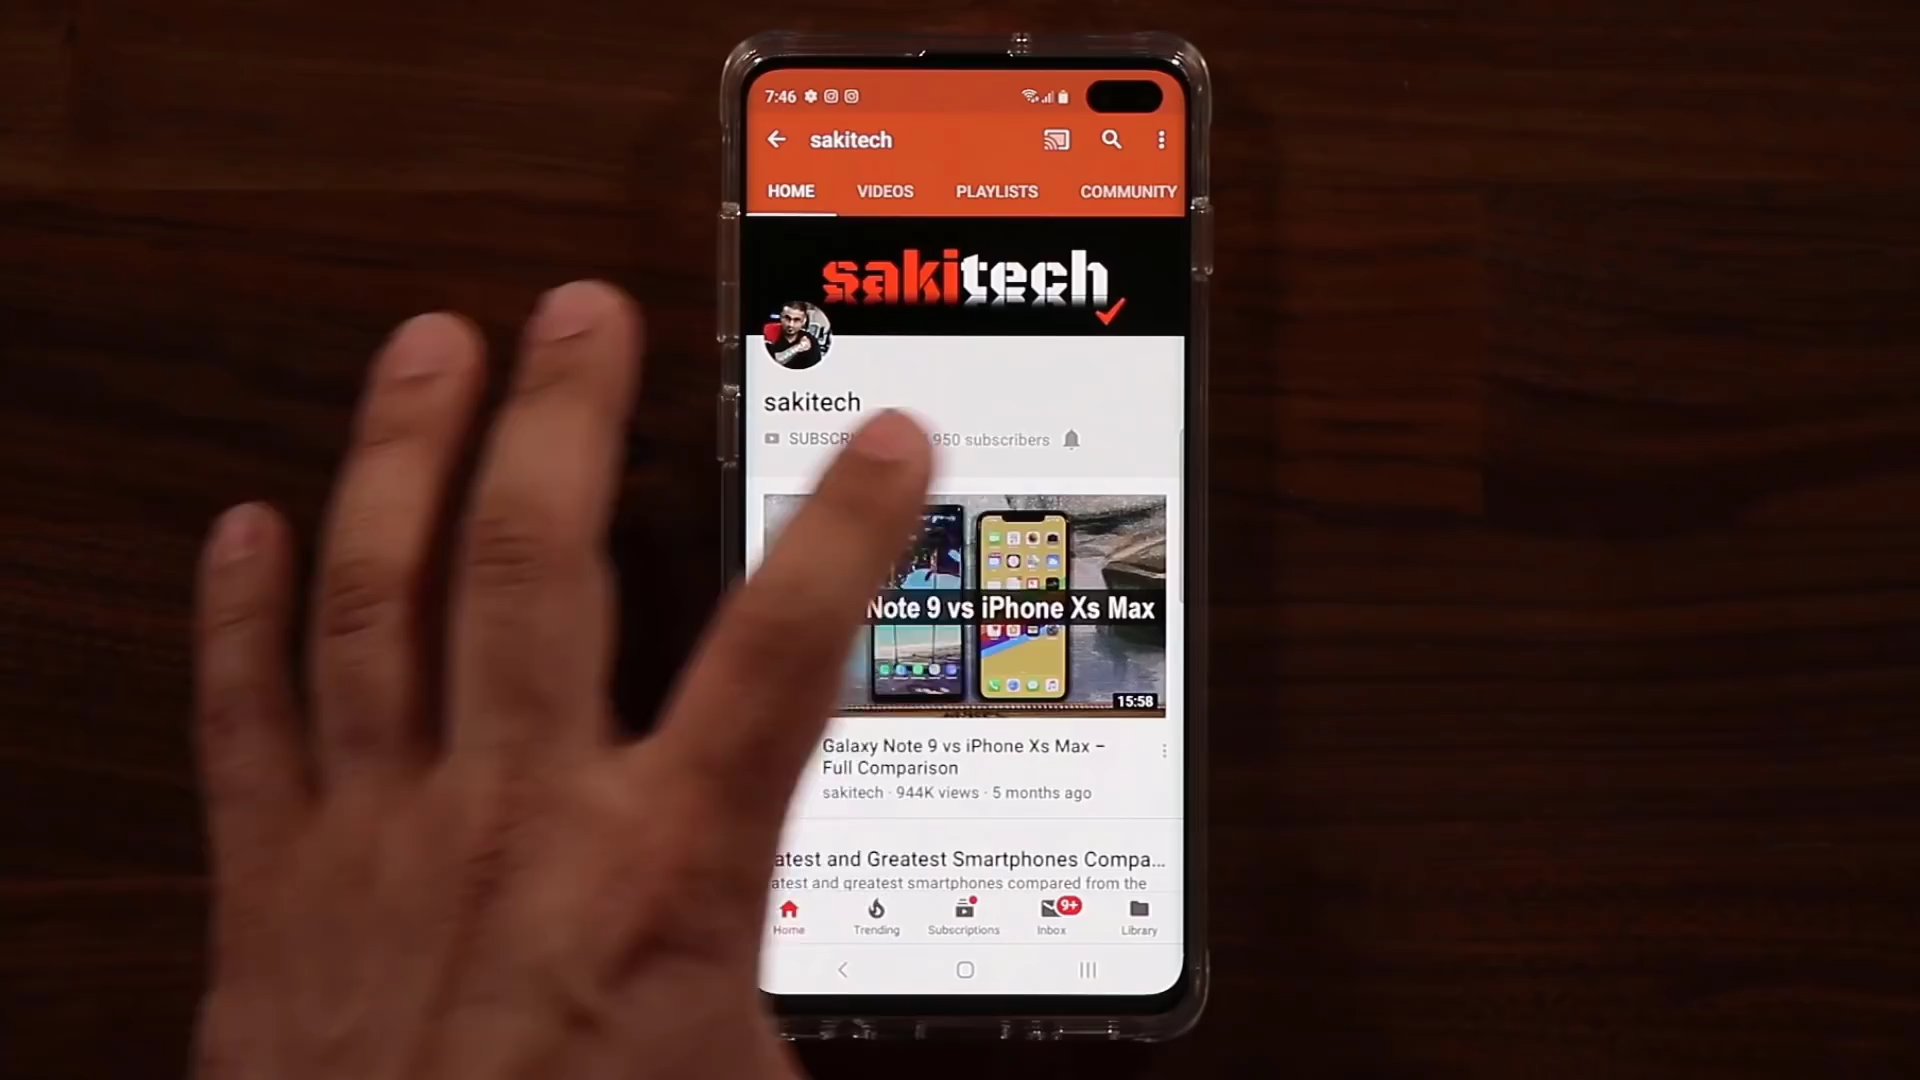 7:46
sakitech
HOME VIDEOS PLAYLISTS COMMUNITY
sakitech
sakitech
950 subscribers
Note 9 vs iPhone Xs Max
15:58
Galaxy Note 9 vs iPhone Xs Max –
Full Comparison
sakitech · 944K views · 5 months ago
and Greatest Smartphones Compa...
and greatest smartphones compared from the
Home Trending Subscriptions Inbox 9+ Library